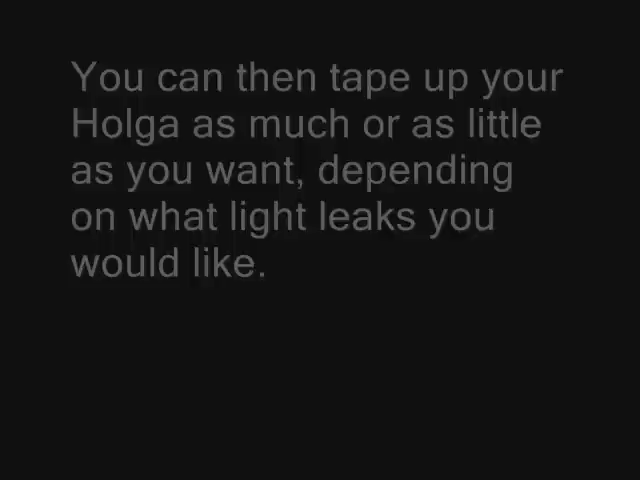 You can then tape up your
Holga as much or as little
as you want, depending
on what light leaks you
would like.